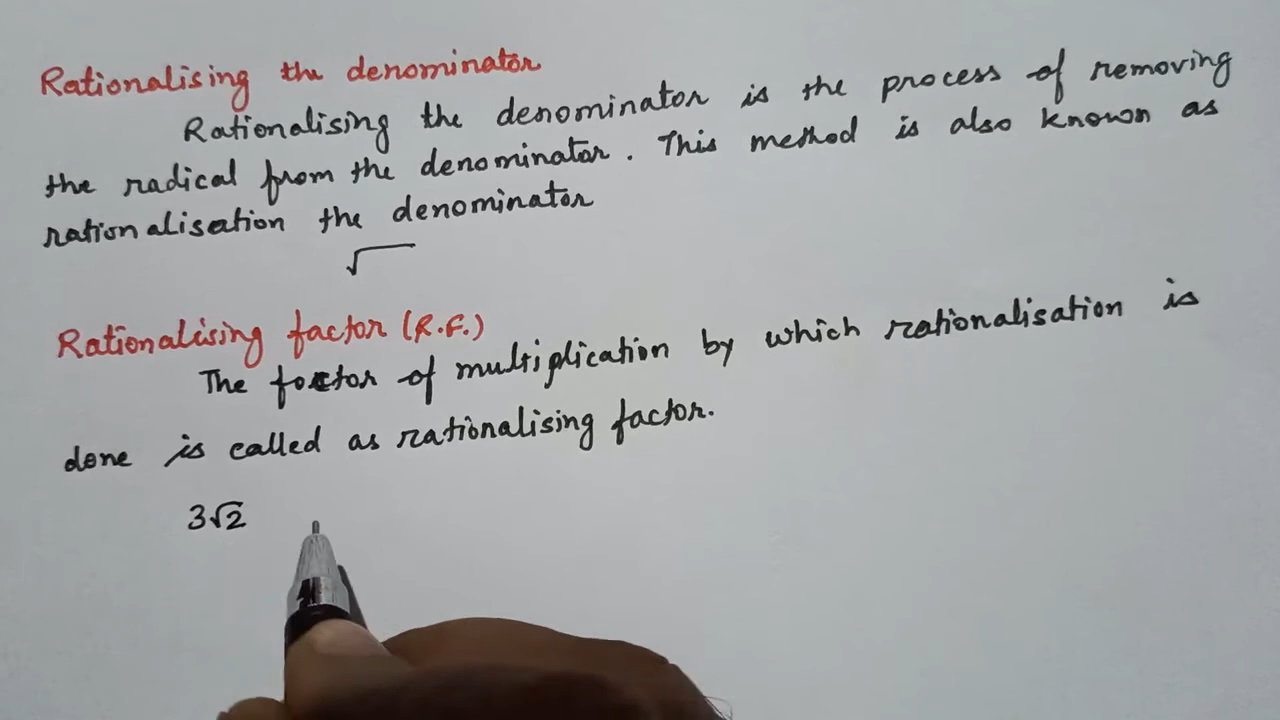 Rationalising the denominator
Rationalising the denominator is the process of removing
the radical from the denominator. This method is also known as
rationalisation the denominator
√
Rationalising factor (R.F.)
The factor of multiplication by which rationalisation is
done is called as rationalising factor.
3√2